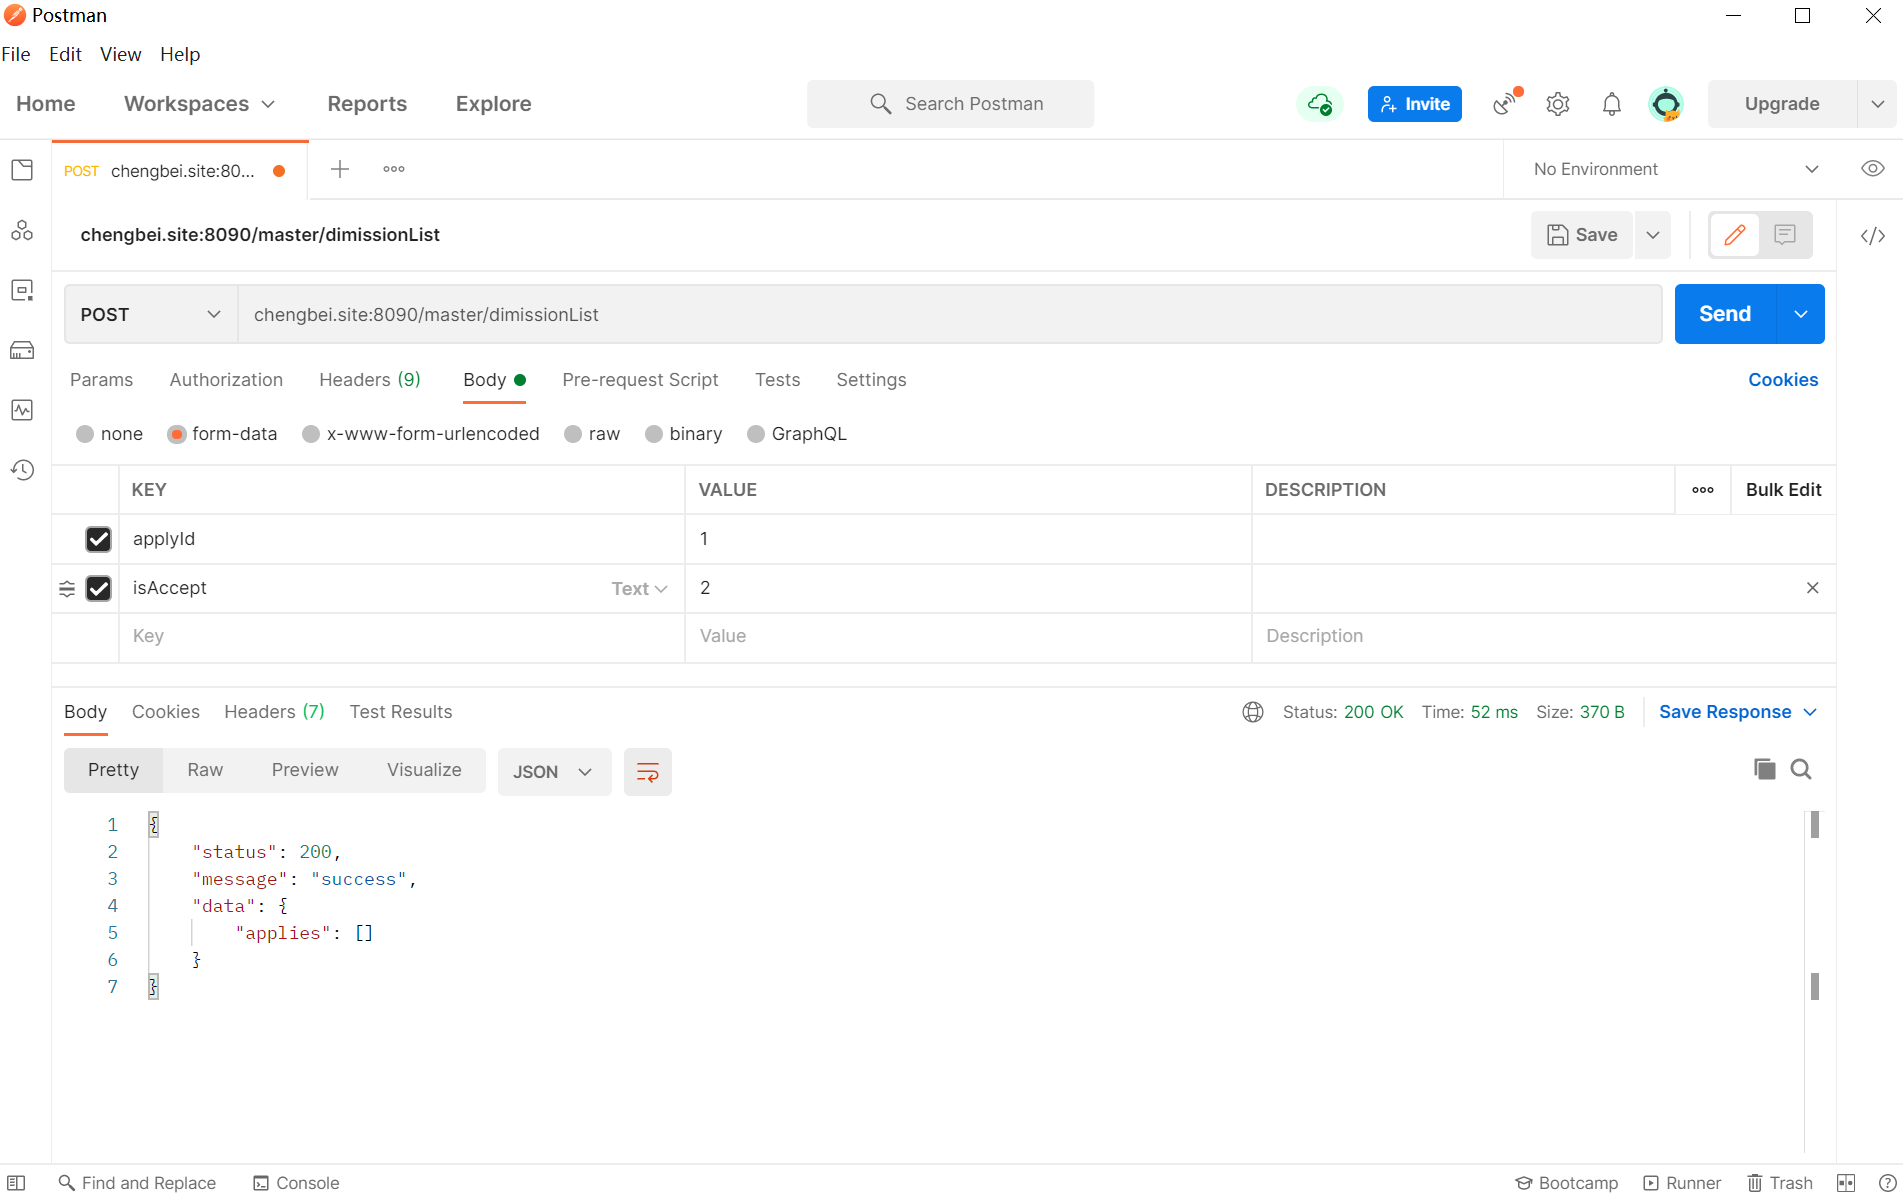 Postman
File Edit View Help
Home Workspaces Reports Explore Search Postman Invite Upgrade
POST chengbei.site:80... No Environment
chengbei.site:8090/master/dimissionList Save
POST chengbei.site:8090/master/dimissionList Send
Params Authorization Headers (9) Body Pre-request Script Tests Settings Cookies
none form-data x-www-form-urlencoded raw binary GraphQL
KEY VALUE DESCRIPTION Bulk Edit
applyId 1
isAccept Text 2
Key Value Description
Body Cookies Headers (7) Test Results Status: 200 OK Time: 52 ms Size: 370 B Save Response
Pretty Raw Preview Visualize JSON
1 {
2 "status": 200,
3 "message": "success",
4 "data": {
5 "applies": []
6 }
7 }
Find and Replace Console Bootcamp Runner Trash